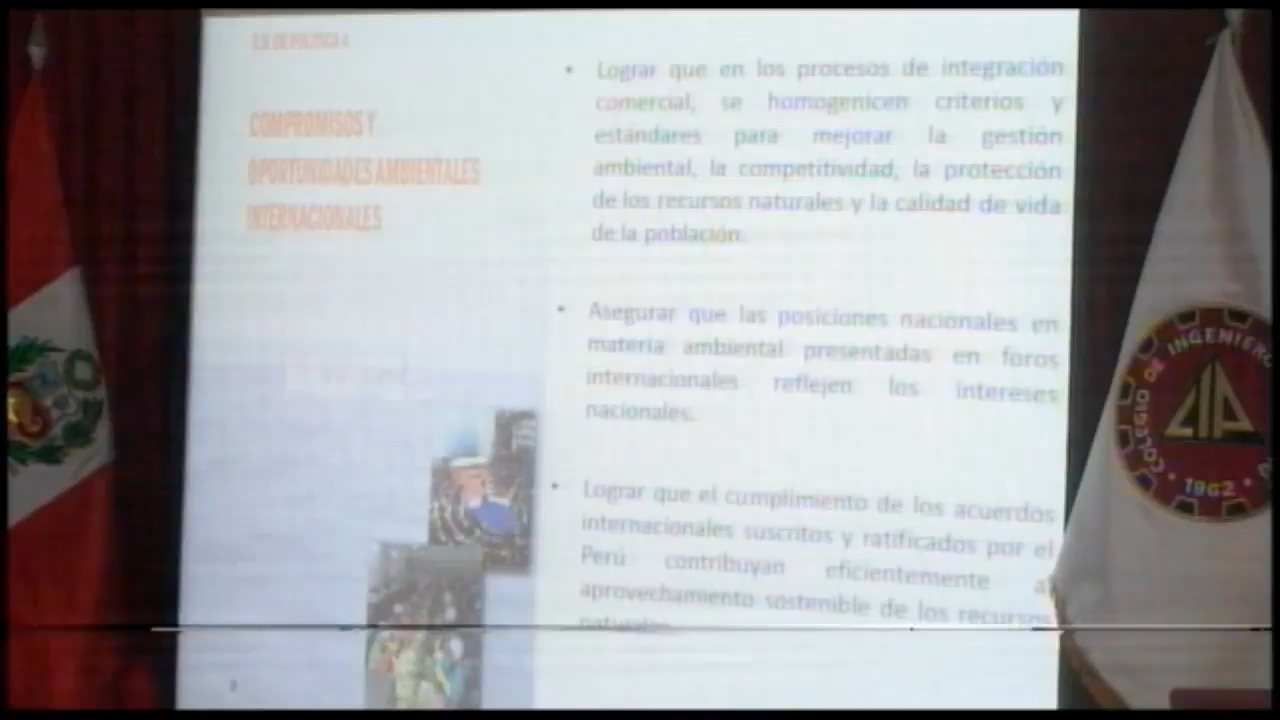 EJE DE POLITICA 4
COMPROMISOS Y
OPORTUNIDADES AMBIENTALES
INTERNACIONALES
• Lograr que en los procesos de integración
comercial, se homogenicen criterios y
estándares para mejorar la gestión
ambiental, la competitividad, la protección
de los recursos naturales y la calidad de vida
de la población.
• Asegurar que las posiciones nacionales en
materia ambiental presentadas en foros
internacionales reflejen los intereses
nacionales.
• Lograr que el cumplimiento de los acuerdos
internacionales suscritos y ratificados por el
Perú contribuyan eficientemente al
aprovechamiento sostenible de los recursos
COLEGIO DE INGENIERO
CIP
• 1962 •